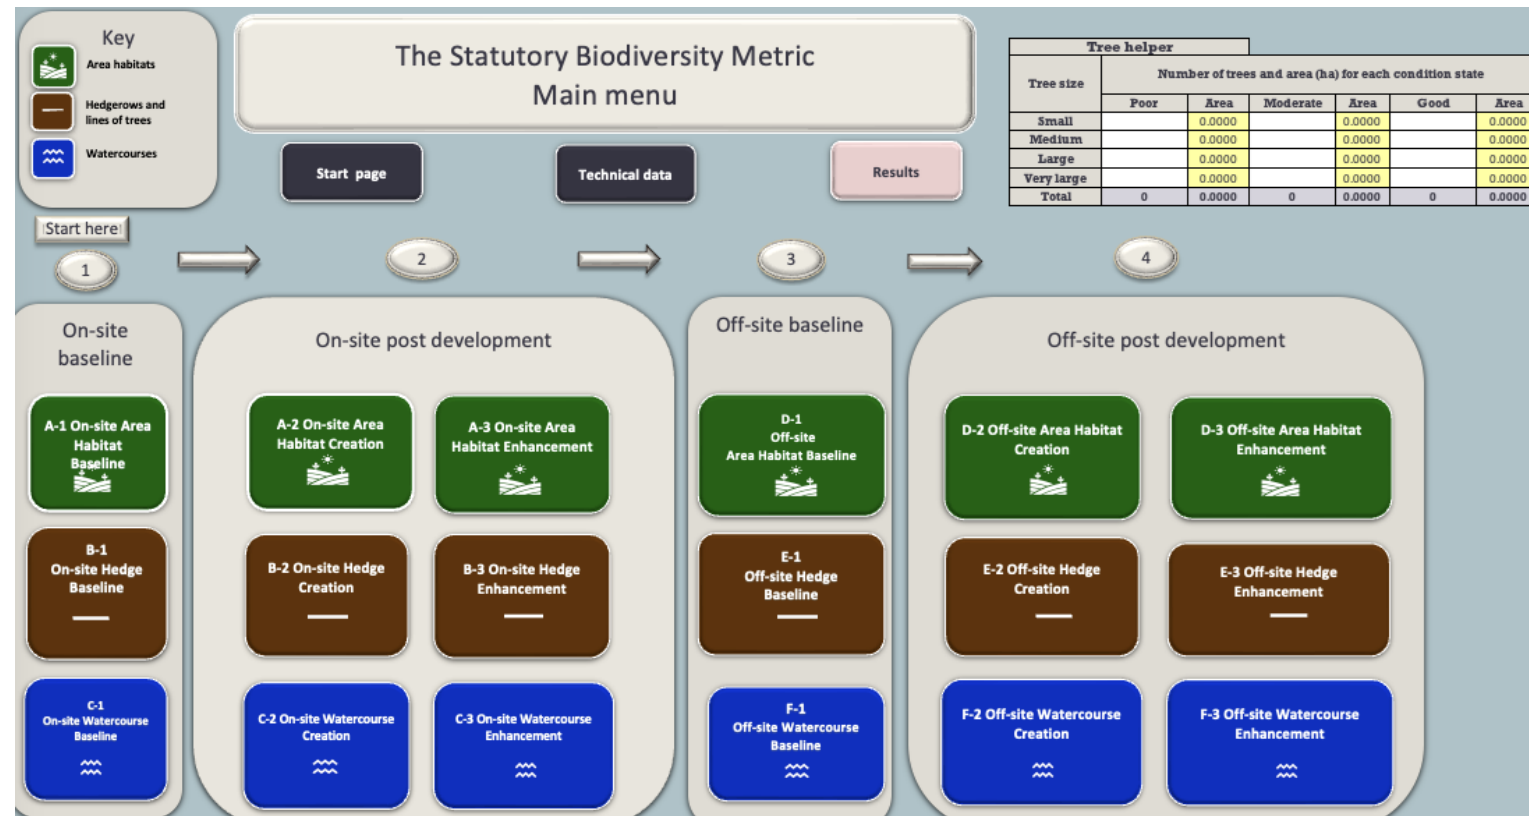 Key
Area habitats
Hedgerows and
lines of trees
Watercourses
The Statutory Biodiversity Metric
Main menu
Start page
Technical data
Results
Tree helper
Tree size
Number of trees and area (ha) for each condition state
Poor Area Moderate Area Good Area
Small 0.0000 0.0000 0.0000
Medium 0.0000 0.0000 0.0000
Large 0.0000 0.0000 0.0000
Very large 0.0000 0.0000 0.0000
Total 0 0.0000 0 0.0000 0 0.0000
Start here
1
2
3
4
On-site
baseline
A-1 On-site Area
Habitat
Baseline
B-1
On-site Hedge
Baseline
C-1
On-site Watercourse
Baseline
On-site post development
A-2 On-site Area
Habitat Creation
A-3 On-site Area
Habitat Enhancement
B-2 On-site Hedge
Creation
B-3 On-site Hedge
Enhancement
C-2 On-site Watercourse
Creation
C-3 On-site Watercourse
Enhancement
Off-site baseline
D-1
Off-site
Area Habitat Baseline
E-1
Off-site Hedge
Baseline
F-1
Off-site Watercourse
Baseline
Off-site post development
D-2 Off-site Area Habitat
Creation
D-3 Off-site Area Habitat
Enhancement
E-2 Off-site Hedge
Creation
E-3 Off-site Hedge
Enhancement
F-2 Off-site Watercourse
Creation
F-3 Off-site Watercourse
Enhancement